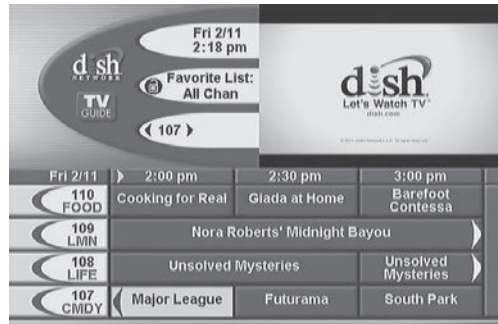 Fri 2/11
2:18 pm
dish
NETWORK
Favorite List:
All Chan
TV
GUIDE
107
dish
Let's Watch TV
dish.com
Fri 2/11 2:00 pm 2:30 pm 3:00 pm
110 FOOD Cooking for Real Giada at Home Barefoot Contessa
109 LMN Nora Roberts' Midnight Bayou
108 LIFE Unsolved Mysteries Unsolved Mysteries
107 CMDY Major League Futurama South Park